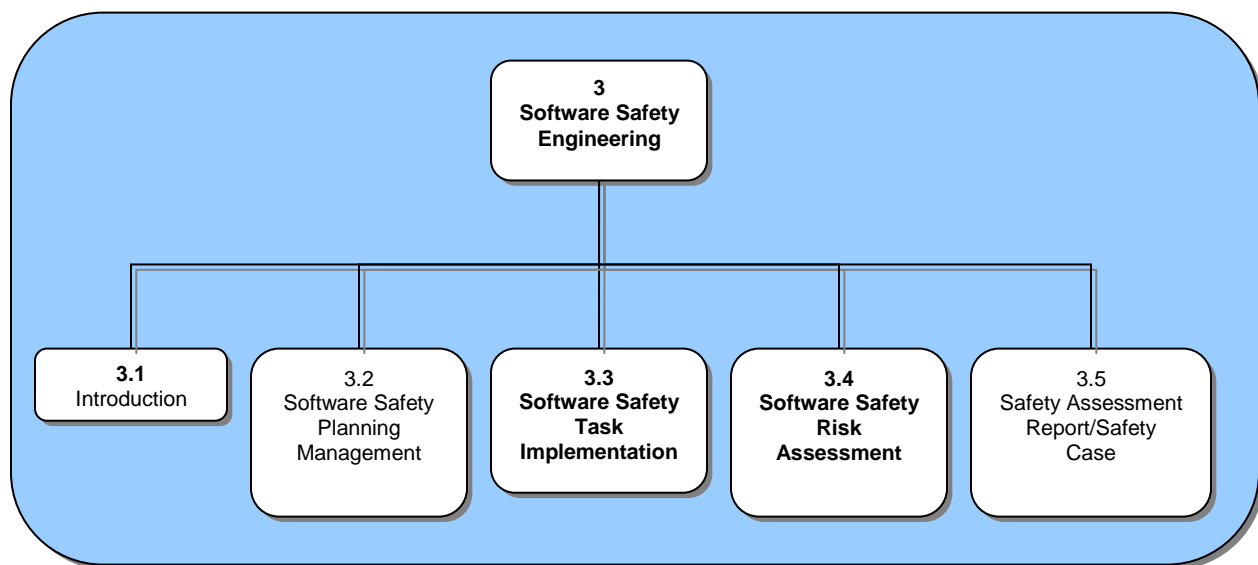 3
Software Safety
Engineering
3.1
Introduction
3.2
Software Safety
Planning
Management
3.3
Software Safety
Task
Implementation
3.4
Software Safety
Risk
Assessment
3.5
Safety Assessment
Report/Safety
Case